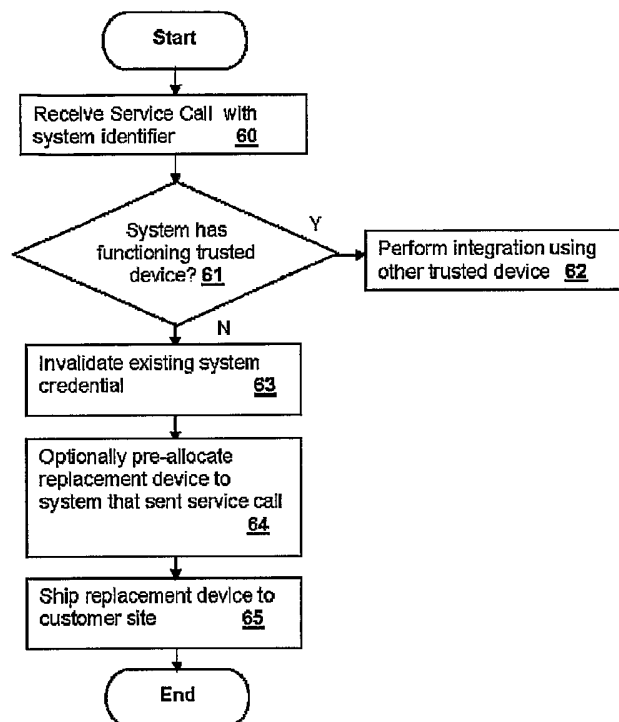 Start
Receive Service Call with
system identifier 60
System has
functioning trusted
device? 61
Y
Perform integration using
other trusted device 62
N
Invalidate existing system
credential 63
Optionally pre-allocate
replacement device to
system that sent service call
64
Ship replacement device to
customer site 65
End